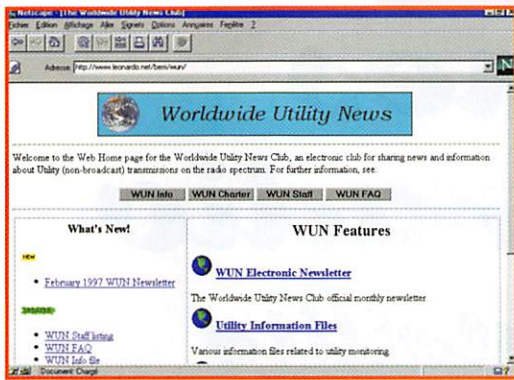 Netscape - [The Worldwide Utility News Club]
Fichier Edition Affichage Aller Signets Options Annuaire Fenêtre ?
Adresse: http://www.leonardo.net/berri/wun/
N
Worldwide Utility News
Welcome to the Web Home page for the Worldwide Utility News Club, an electronic club for sharing news and information
about Utility (non-broadcast) transmissions on the radio spectrum. For further information, see:
WUN Info WUN Charter WUN Staff WUN FAQ
What's New!
NEW
February 1997 WUN Newsletter
WUN Staff listing
WUN FAQ
WUN Info file
WUN Features
WUN Electronic Newsletter
The Worldwide Utility News Club official monthly newsletter
Utility Information Files
Various information files related to utility monitoring.
Document: Chargé